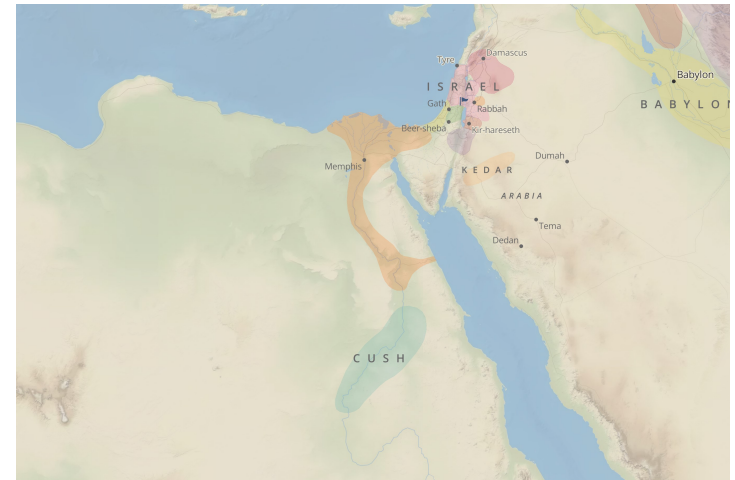 Tyre
Damascus
ISRAEL
Babylon
BABYLON
Gath
Rabbah
Beer-sheba
Kir-hareseth
Memphis
Dumah
KEDAR
ARABIA
Tema
Dedan
CUSH